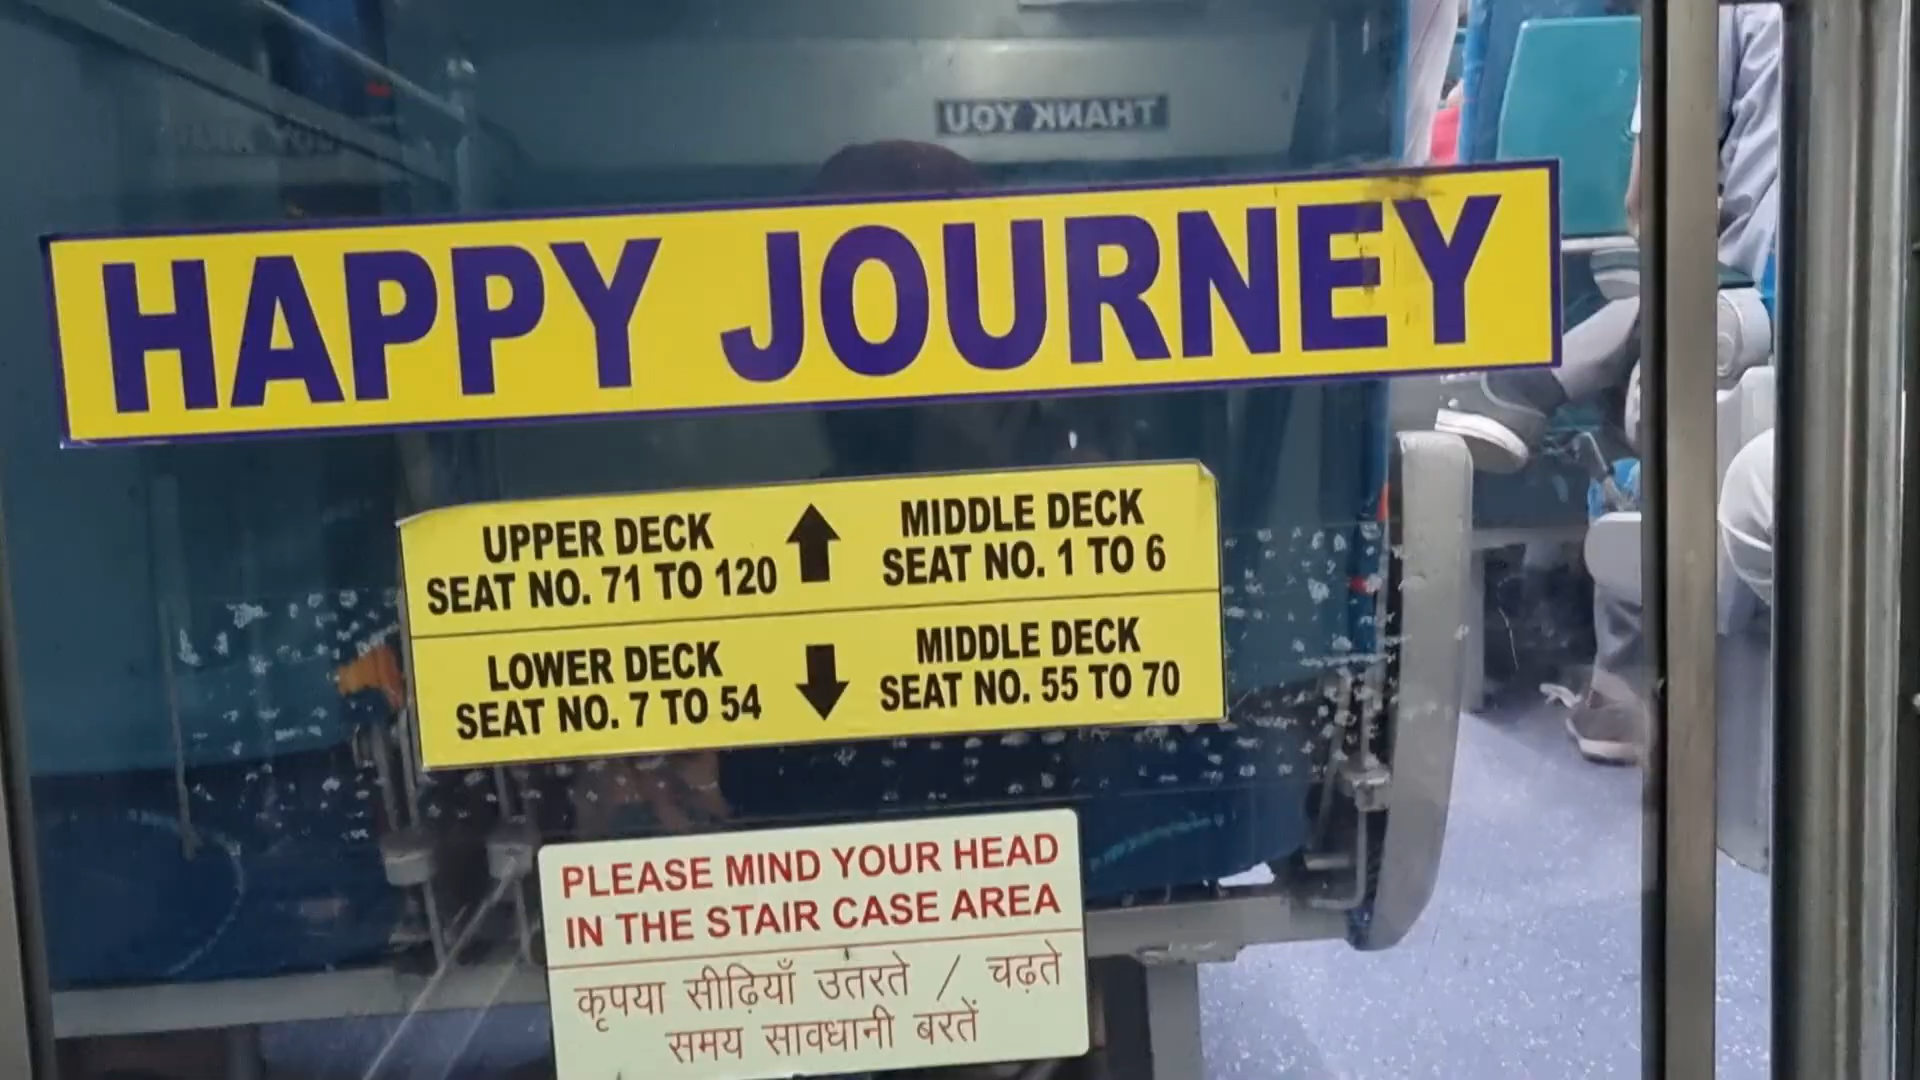 THANK YOU
HAPPY JOURNEY
UPPER DECK
SEAT NO. 71 TO 120
MIDDLE DECK
SEAT NO. 1 TO 6
LOWER DECK
SEAT NO. 7 TO 54
MIDDLE DECK
SEAT NO. 55 TO 70
PLEASE MIND YOUR HEAD
IN THE STAIR CASE AREA
कृपया सीढ़ियाँ उतरते / चढ़ते
समय सावधानी बरतें